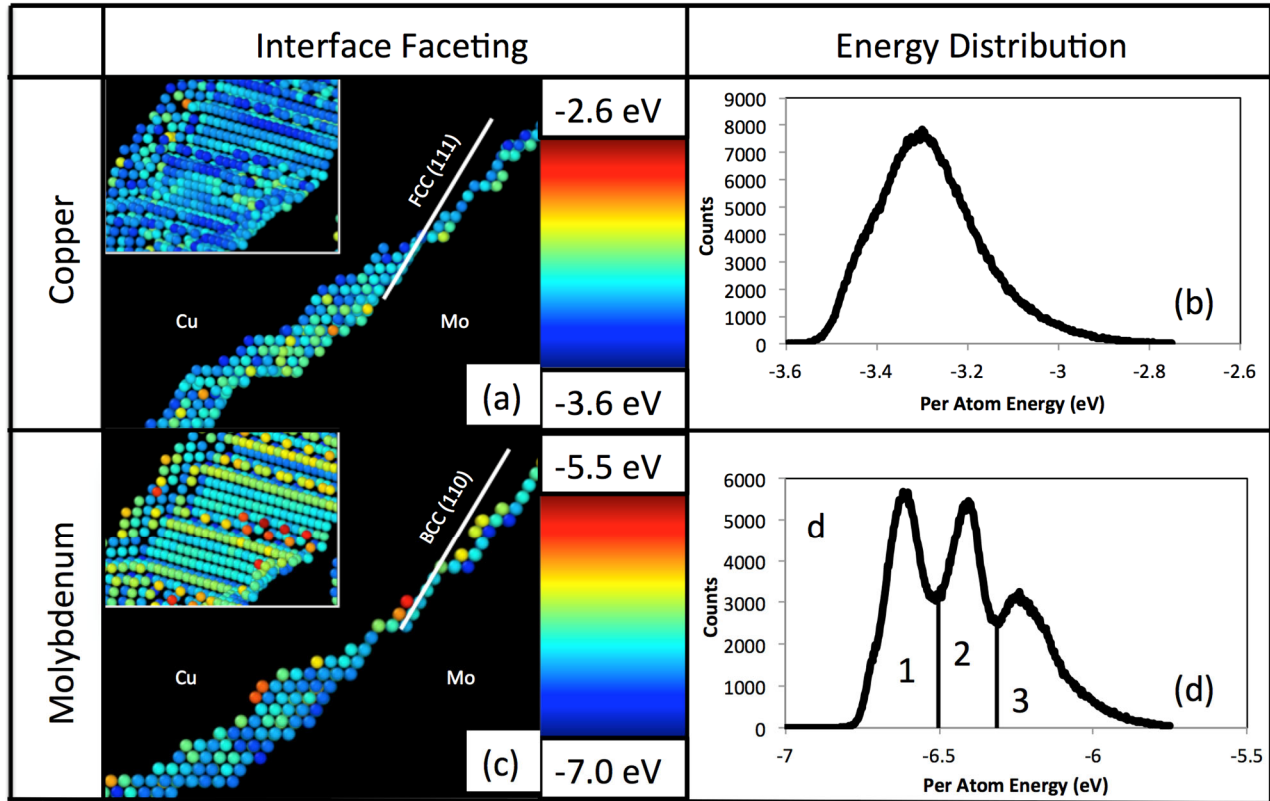 Interface Faceting
Energy Distribution
Copper
FCC (111)
Cu
Mo
(a)
-2.6 eV
-3.6 eV
9000
8000
7000
6000
5000
4000
3000
2000
1000
0
Counts
-3.6
-3.4
-3.2
-3
-2.8
-2.6
Per Atom Energy (eV)
(b)
Molybdenum
BCC (110)
Cu
Mo
(c)
-5.5 eV
-7.0 eV
6000
5000
4000
3000
2000
1000
0
Counts
d
1
2
3
(d)
-7
-6.5
-6
-5.5
Per Atom Energy (eV)